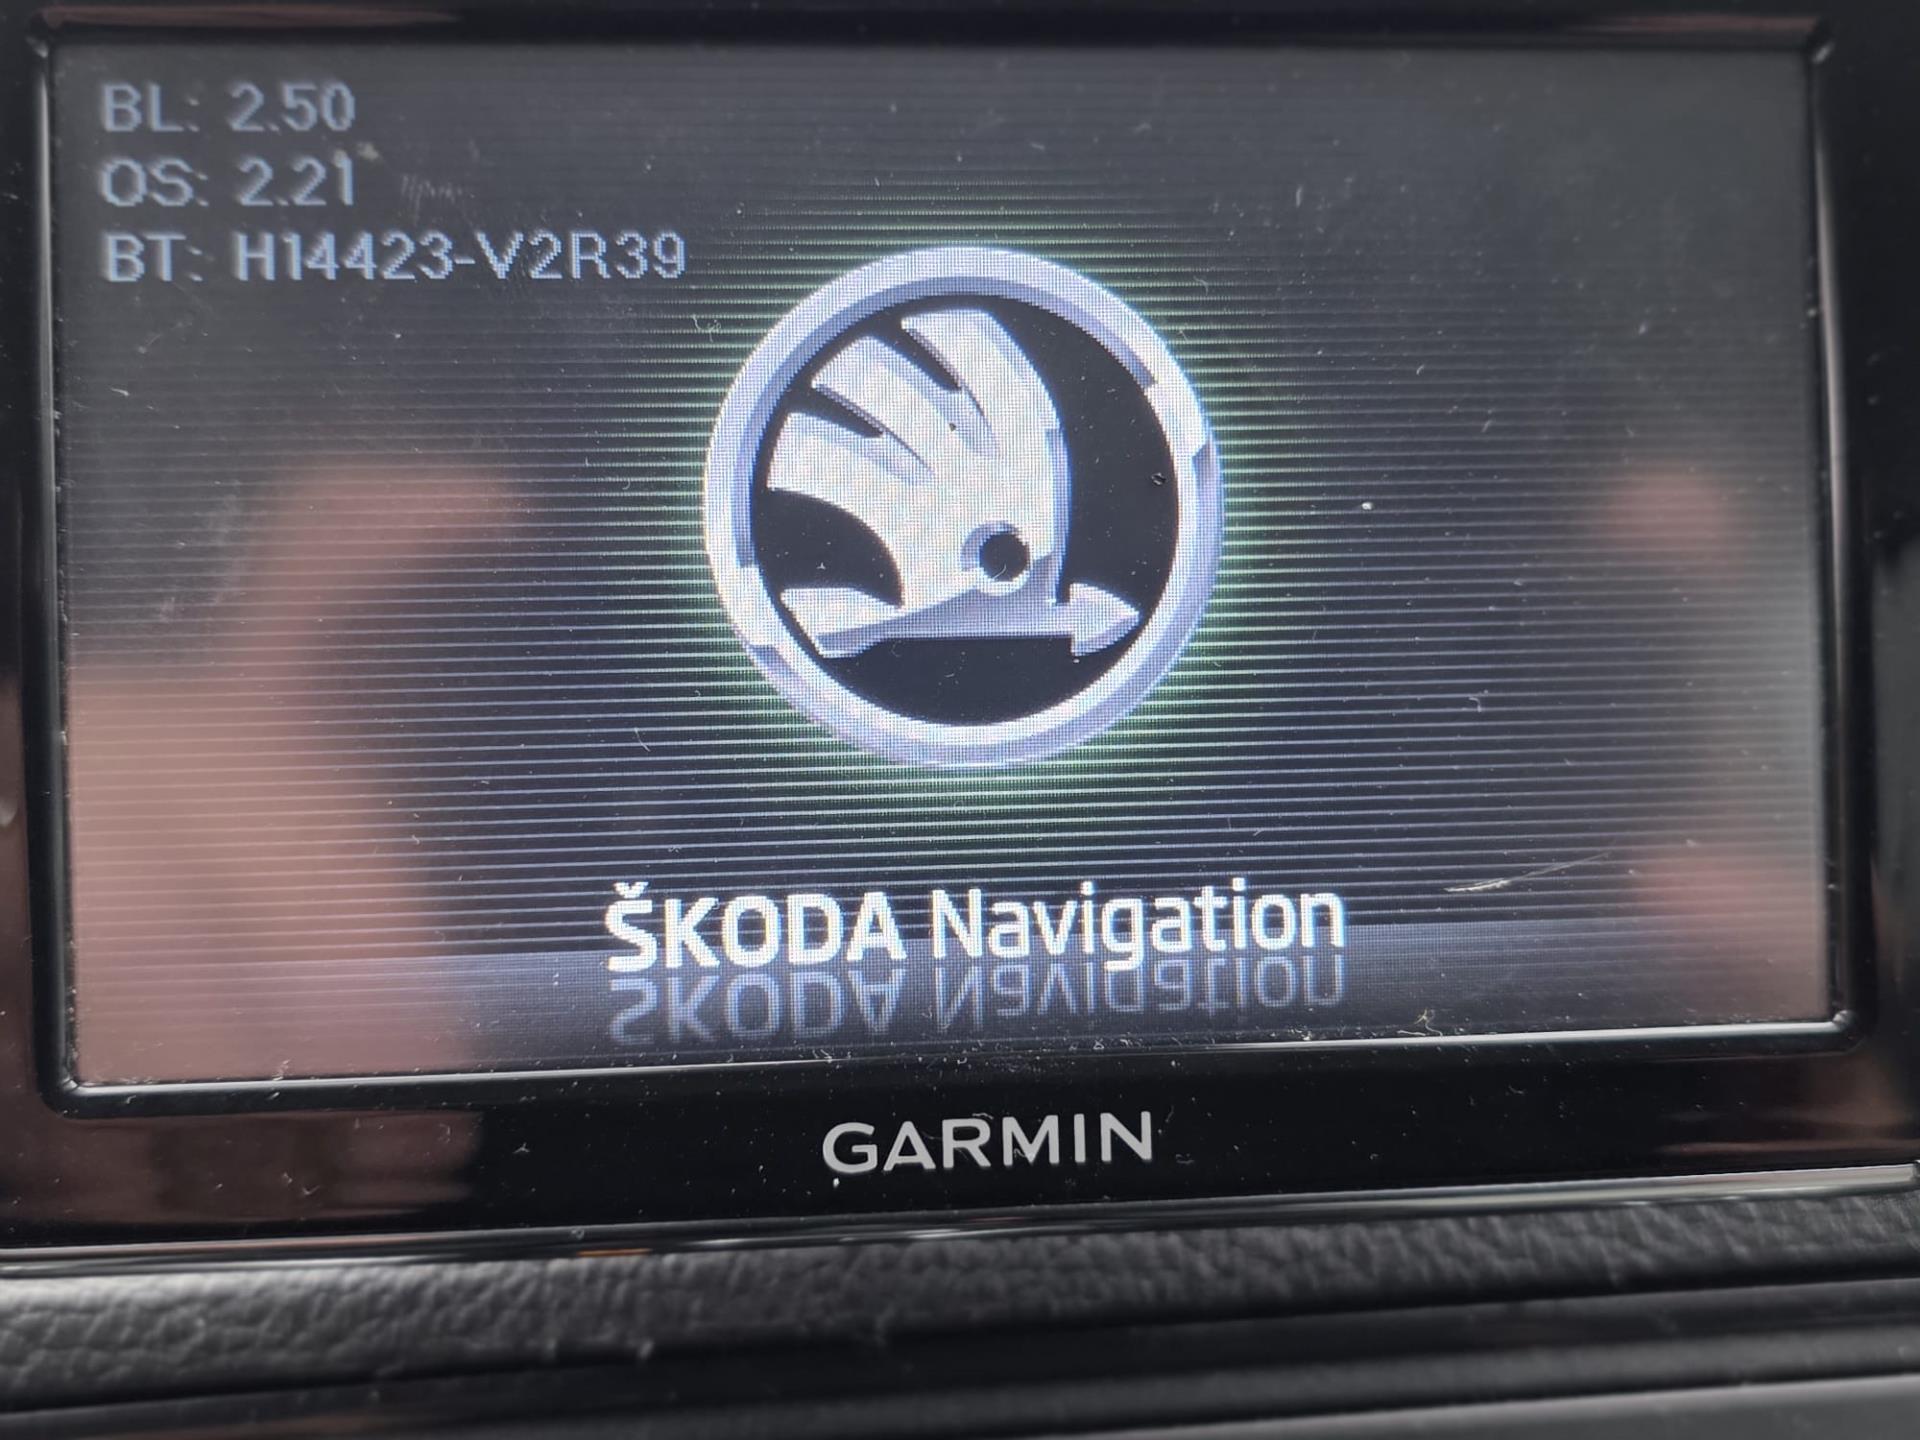 BL: 2.50
OS: 2.21
BT: H14423-V2R39
ŠKODA Navigation
GARMIN